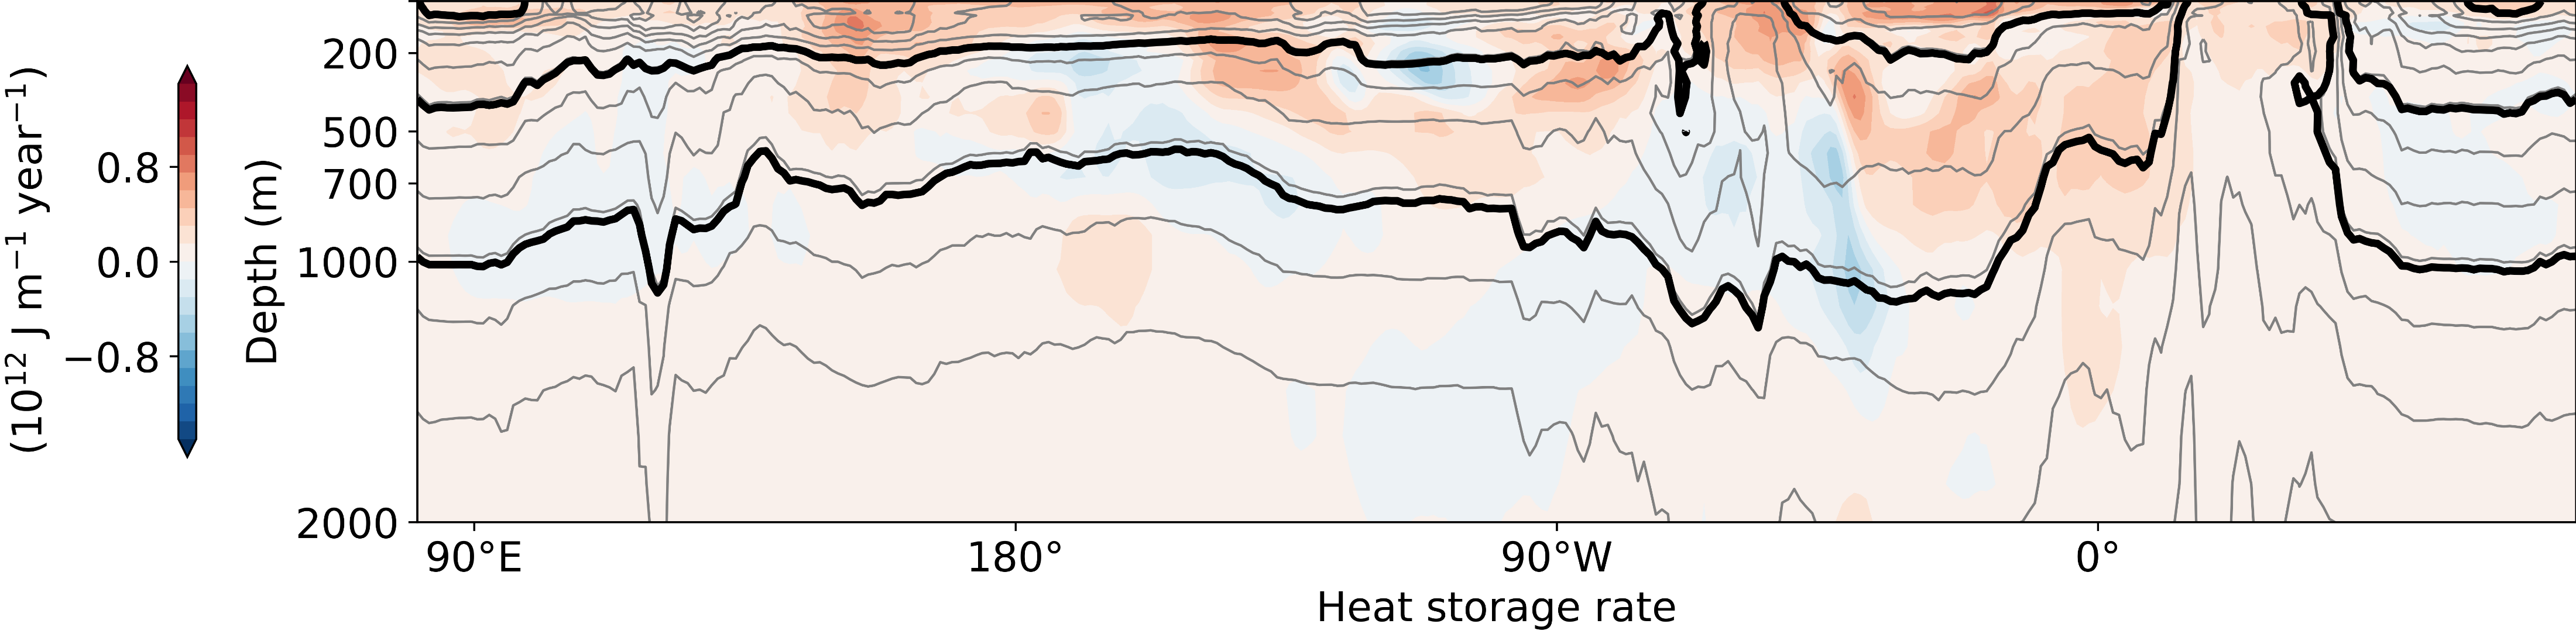 (10¹² J m⁻¹ year⁻¹)
0.8
0.0
−0.8
Depth (m)
200
500
700
1000
2000
90°E
180°
90°W
0°
Heat storage rate